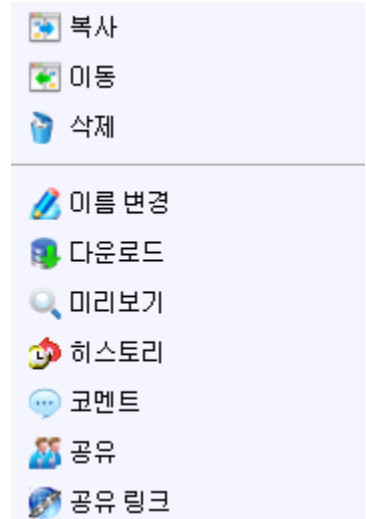 복사
이동
삭제
이름 변경
다운로드
미리보기
히스토리
코멘트
공유
공유 링크